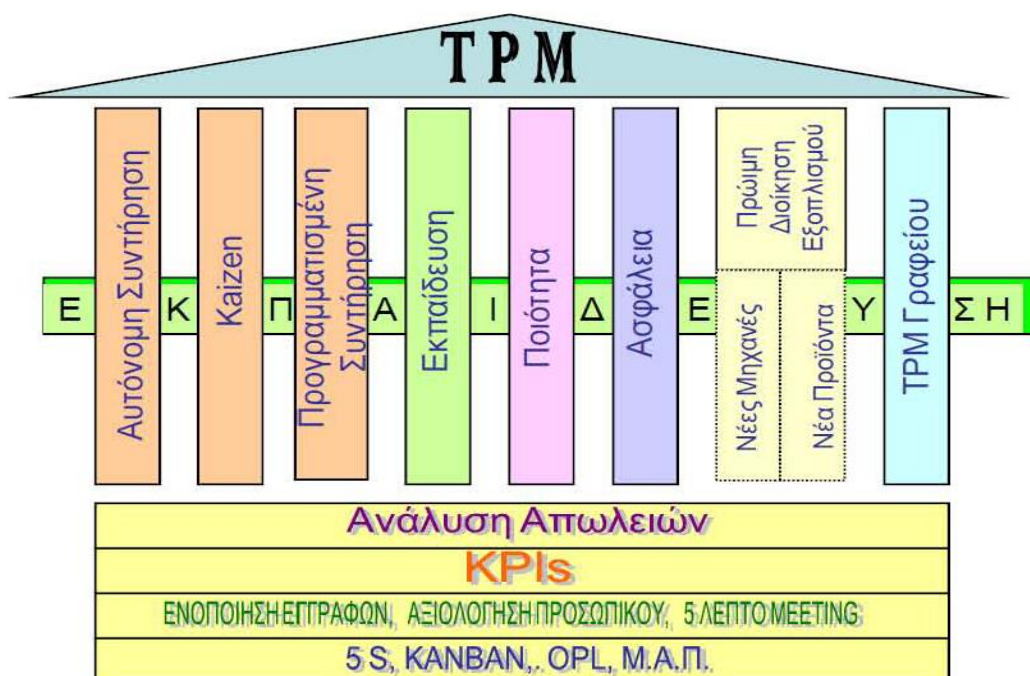 TPM
Αυτόνομη Συντήρηση
Kaizen
Προγραμματισμένη
Συντήρηση
Εκπαίδευση
Ποιότητα
Ασφάλεια
Πρώιμη
Διοίκηση
Εξοπλισμού
Νέες Μηχανές
Νέα Προϊόντα
TPM Γραφείου
Ε Κ Π Α Ι Δ Ε Υ ΣΗ
Ανάλυση Απωλειών
KPIs
ΕΝΟΠΟΙΗΣΗ ΕΓΓΡΑΦΩΝ, ΑΞΙΟΛΟΓΗΣΗ ΠΡΟΣΩΠΙΚΟΥ, 5 ΛΕΠΤΟ MEETING
5 S, KANBAN,. OPL, Μ.Α.Π.